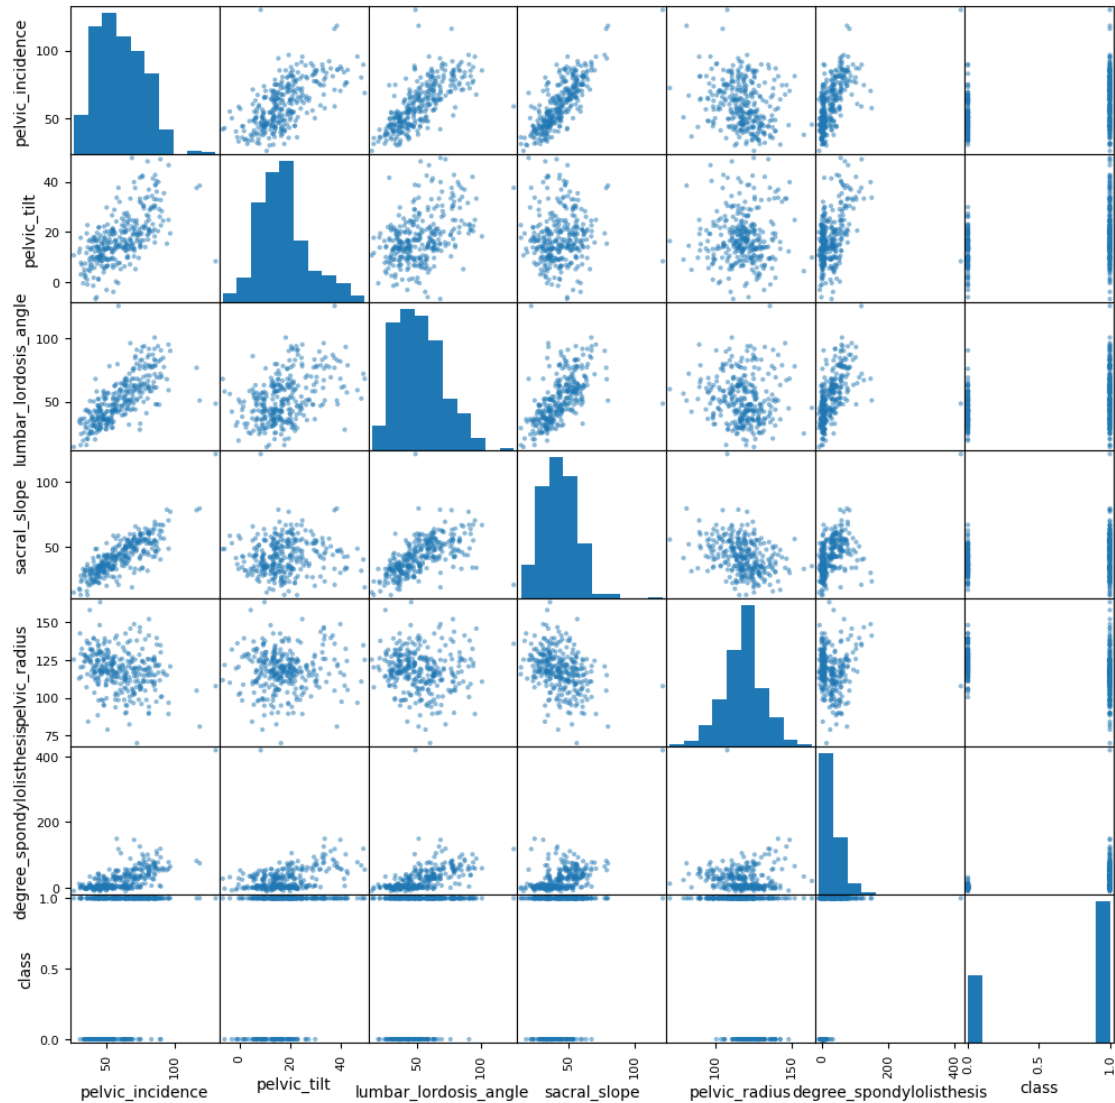 pelvic_incidence
100
50
pelvic_tilt
40
20
0
lumbar_lordosis_angle
100
50
sacral_slope
100
50
pelvic_radius
150
125
100
75
degree_spondylolisthesis
400
200
0
class
1.0
0.5
0.0
50
100
pelvic_incidence
0
20
40
pelvic_tilt
50
100
lumbar_lordosis_angle
50
100
sacral_slope
100
150
pelvic_radius
0
200
400
degree_spondylolisthesis
0.0
0.5
1.0
class